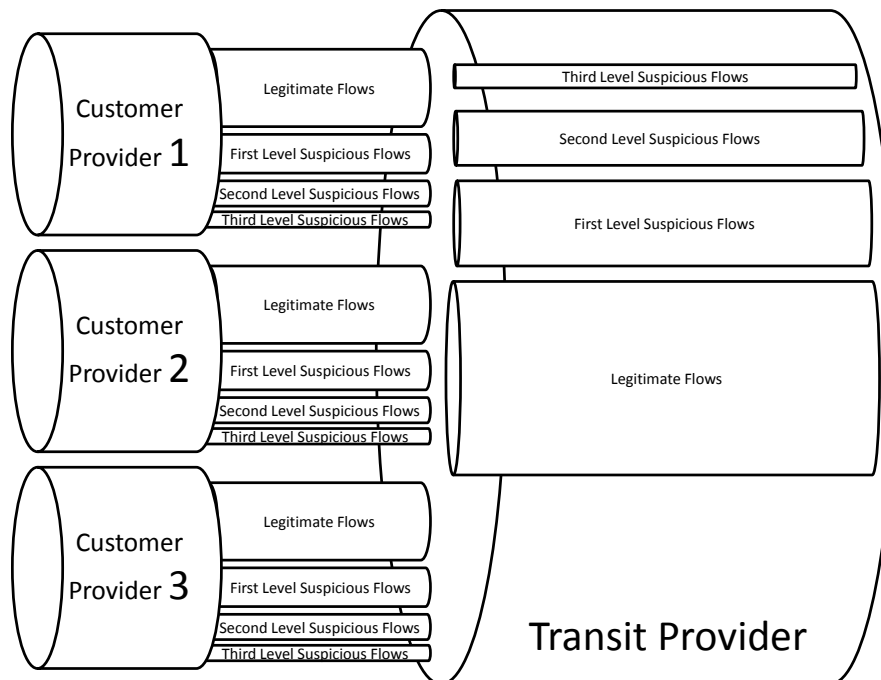 Customer
Provider 1
Legitimate Flows
First Level Suspicious Flows
Second Level Suspicious Flows
Third Level Suspicious Flows
Customer
Provider 2
Legitimate Flows
First Level Suspicious Flows
Second Level Suspicious Flows
Third Level Suspicious Flows
Customer
Provider 3
Legitimate Flows
First Level Suspicious Flows
Second Level Suspicious Flows
Third Level Suspicious Flows
Third Level Suspicious Flows
Second Level Suspicious Flows
First Level Suspicious Flows
Legitimate Flows
Transit Provider